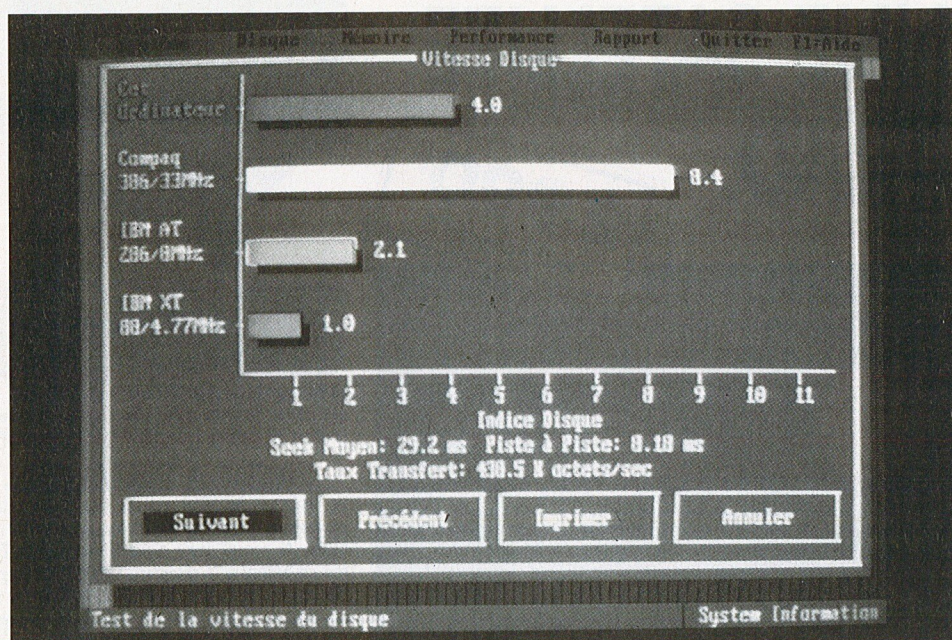 Disque Mémoire Performance Rapport Quitter F1=Aide
Vitesse Disque
Cet
Ordinateur 4.0
Compaq
386/33MHz 8.4
IBM AT
286/8MHz 2.1
IBM XT
88/4.77MHz 1.0
1 2 3 4 5 6 7 8 9 10 11
Indice Disque
Seek Moyen: 29.2 ms Piste à Piste: 8.18 ms
Taux Transfert: 438.5 K octets/sec
Suivant Précédent Imprimer Annuler
Test de la vitesse du disque System Information